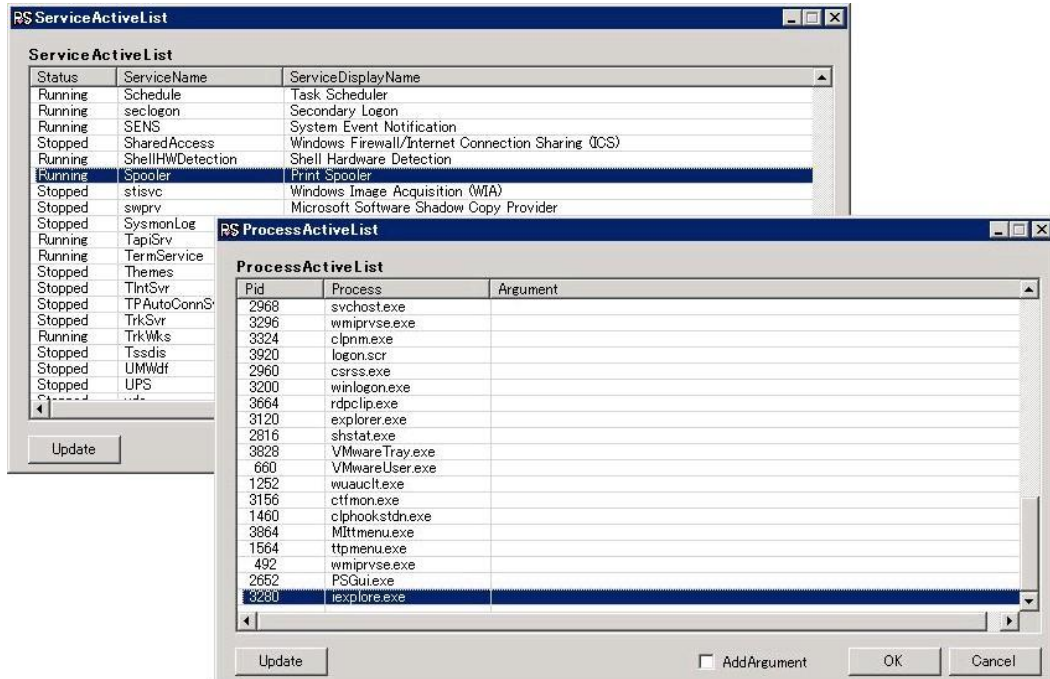 RS ServiceActiveList
ServiceActiveList
Status ServiceName ServiceDisplayName
Running Schedule Task Scheduler
Running seclogon Secondary Logon
Running SENS System Event Notification
Stopped SharedAccess Windows Firewall/Internet Connection Sharing (ICS)
Running ShellHWDetection Shell Hardware Detection
Running Spooler Print Spooler
Stopped stisvc Windows Image Acquisition (WIA)
Stopped swprv Microsoft Software Shadow Copy Provider
Stopped SysmonLog
Running TapiSrv
Running TermService
Stopped Themes
Stopped TlntSvr
Stopped TPAutoConnS
Stopped TrkSvr
Running TrkWks
Stopped Tssdis
Stopped UMWdf
Stopped UPS
Update
RS ProcessActiveList
ProcessActiveList
Pid Process Argument
2968 svchost.exe
3296 wmiprvse.exe
3324 clpnm.exe
3920 logon.scr
2960 csrss.exe
3200 winlogon.exe
3664 rdpclip.exe
3120 explorer.exe
2816 shstat.exe
3828 VMwareTray.exe
660 VMwareUser.exe
1252 wuauclt.exe
3156 ctfmon.exe
1460 clphookstdn.exe
3864 MIttmenu.exe
1564 ttpmenu.exe
492 wmiprvse.exe
2652 PSGui.exe
3280 iexplore.exe
Update AddArgument OK Cancel